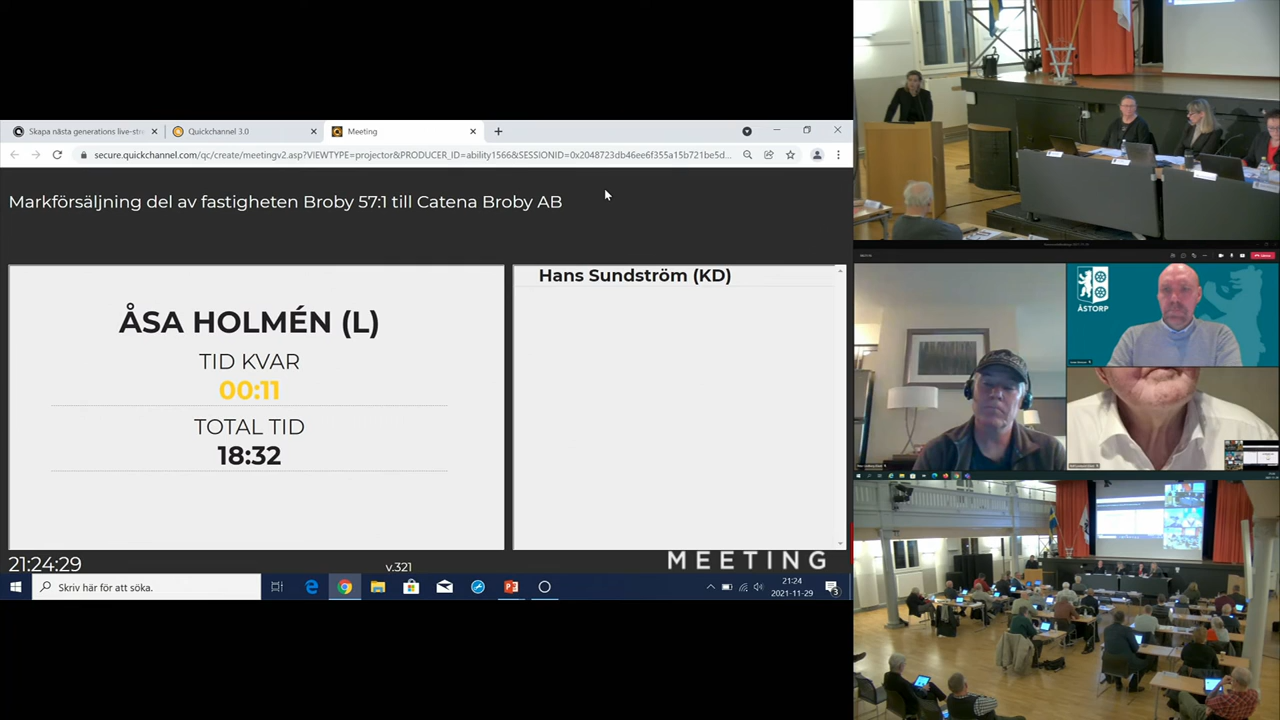 Skapa nästa generations live-stre
Quickchannel 3.0
Meeting
secure.quickchannel.com/qc/create/meetingv2.asp?VIEWTYPE=projector&PRODUCER_ID=ability1566&SESSIONID=0x2048723db46ee6f355a15b721be5d...
Markförsäljning del av fastigheten Broby 57:1 till Catena Broby AB
ÅSA HOLMÉN (L)
TID KVAR
00:11
TOTAL TID
18:32
Hans Sundström (KD)
21:24:29
v.321
MEETING
Skriv här för att söka.
21:24
2021-11-29
3
ÅSTORP